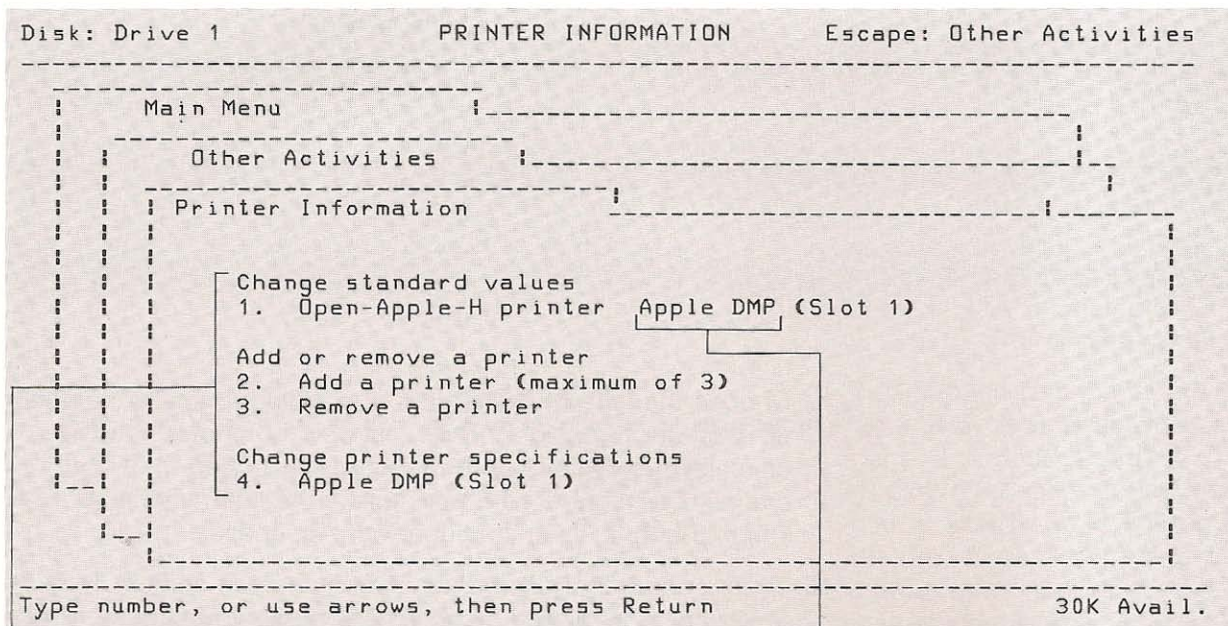 Disk: Drive 1 PRINTER INFORMATION Escape: Other Activities
Main Menu
Other Activities
Printer Information
Change standard values
1. Open-Apple-H printer Apple DMP (Slot 1)
Add or remove a printer
2. Add a printer (maximum of 3)
3. Remove a printer
Change printer specifications
4. Apple DMP (Slot 1)
Type number, or use arrows, then press Return 30K Avail.